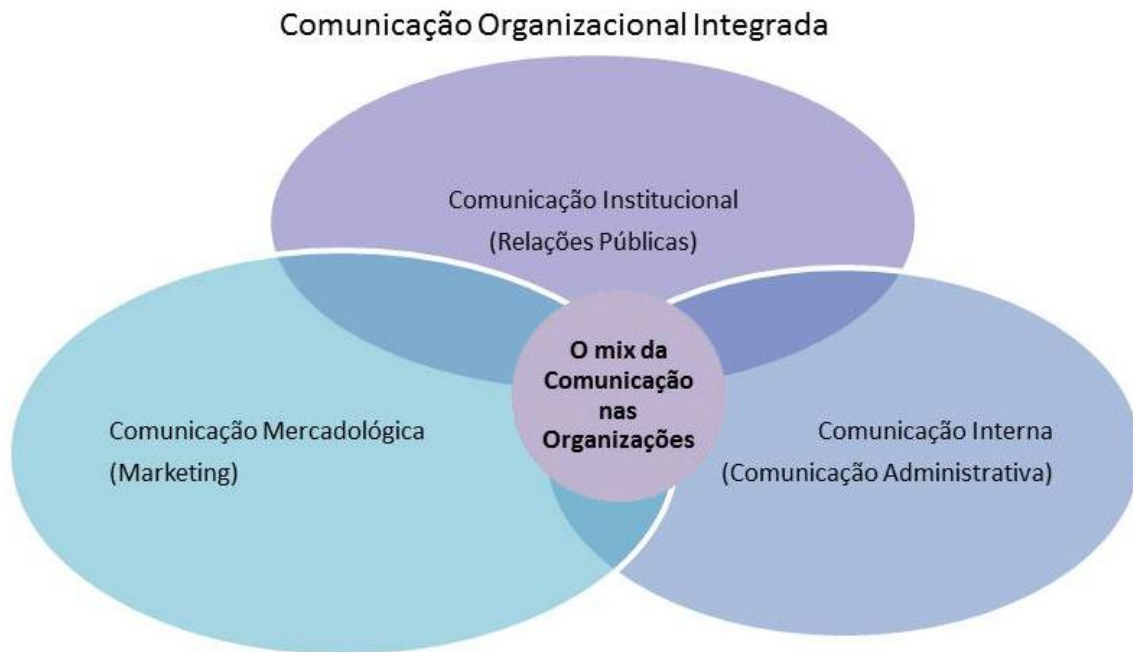 Comunicação Organizacional Integrada
Comunicação Institucional
(Relações Públicas)
O mix da
Comunicação
nas
Organizações
Comunicação Mercadológica
(Marketing)
Comunicação Interna
(Comunicação Administrativa)